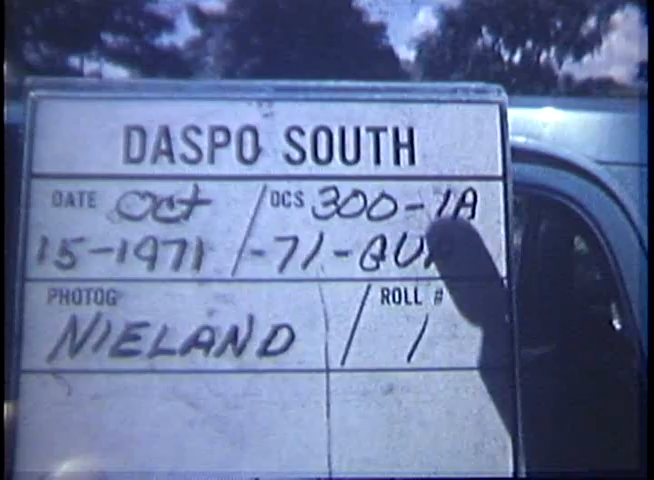 DASPO SOUTH
DATE Oct / DCS 300-1A
15-1971 / -71-
PHOTOG / ROLL #
NIELAND / 1